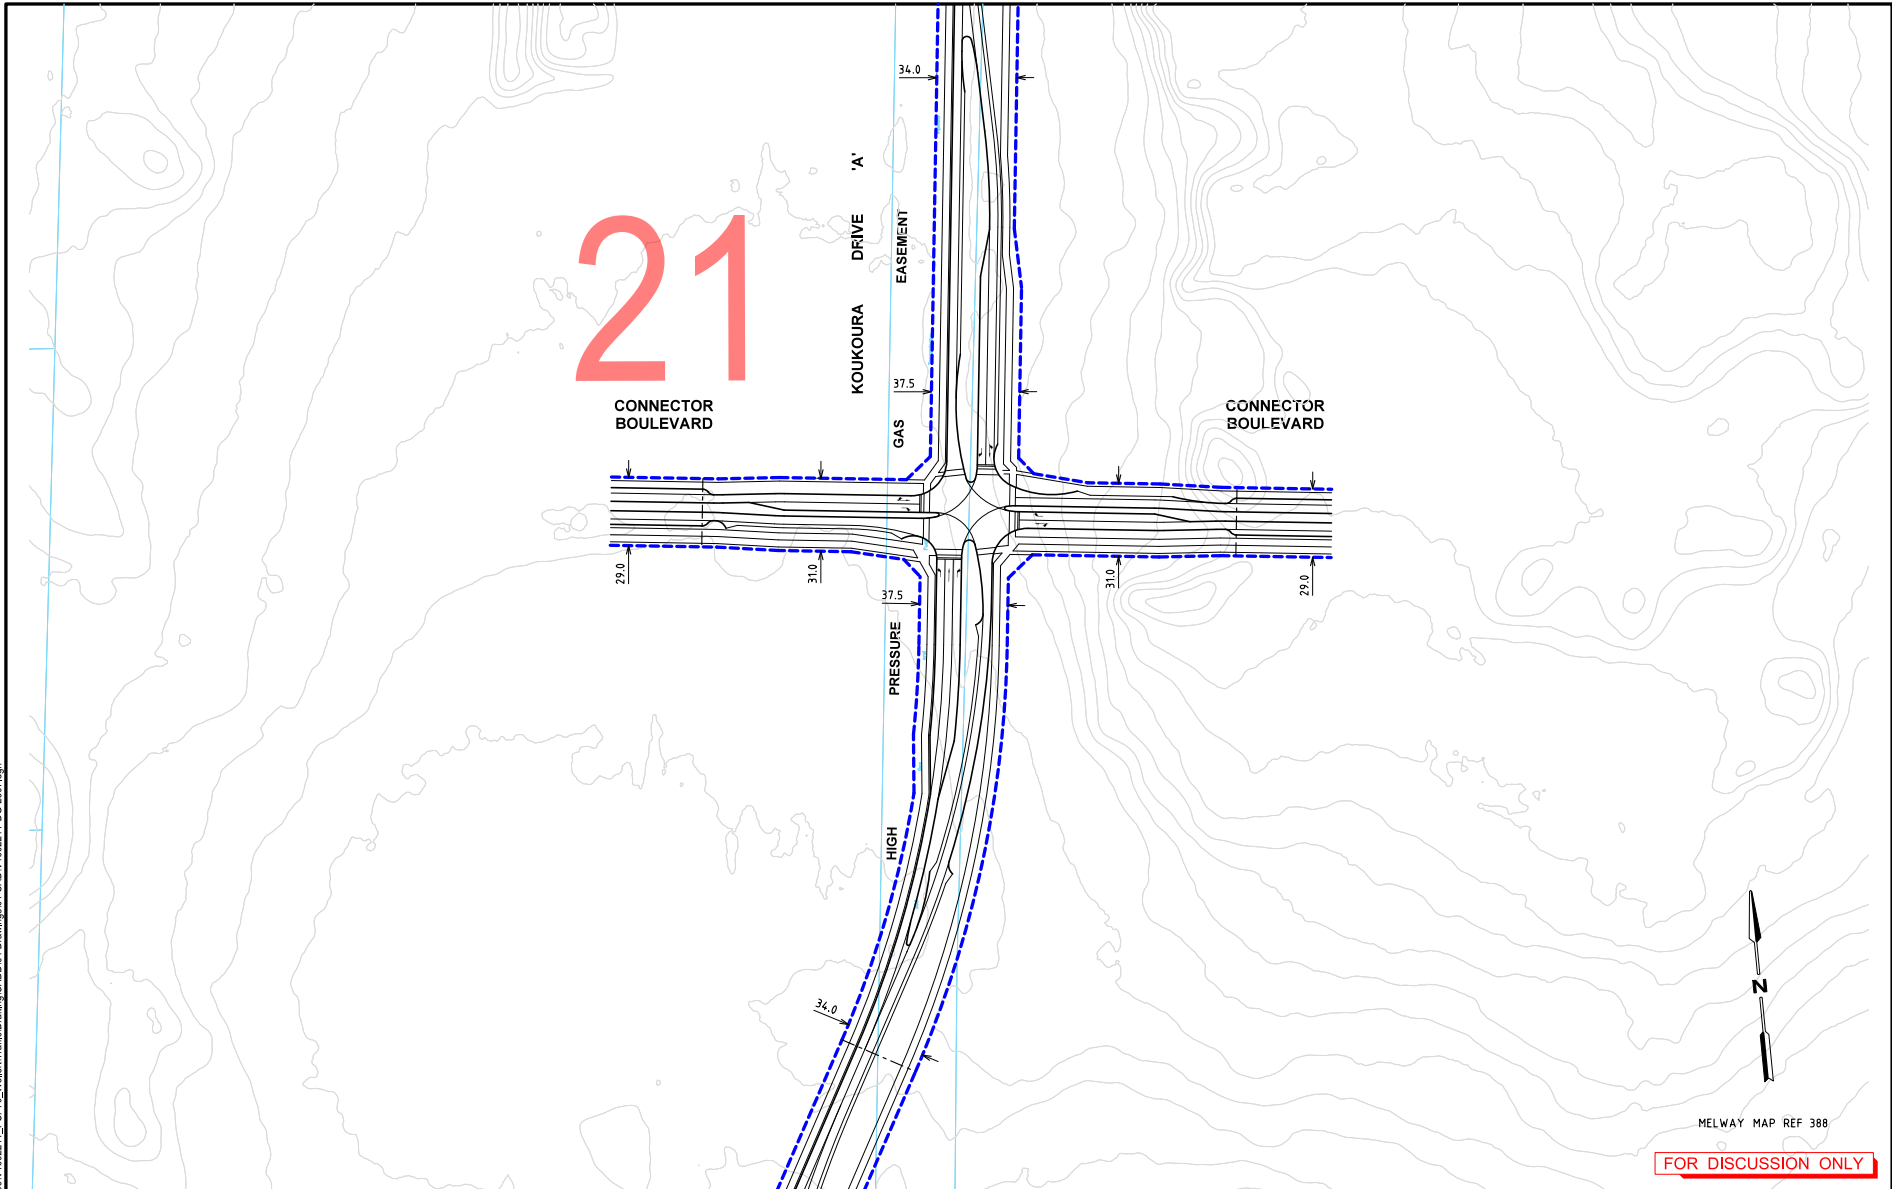 34.0
KOUKOURA DRIVE 'A'
HIGH PRESSURE GAS EASEMENT
21
37.5
CONNECTOR
BOULEVARD
CONNECTOR
BOULEVARD
29.0
31.0
31.0
29.0
37.5
34.0
N
MELWAY MAP REF 388
FOR DISCUSSION ONLY